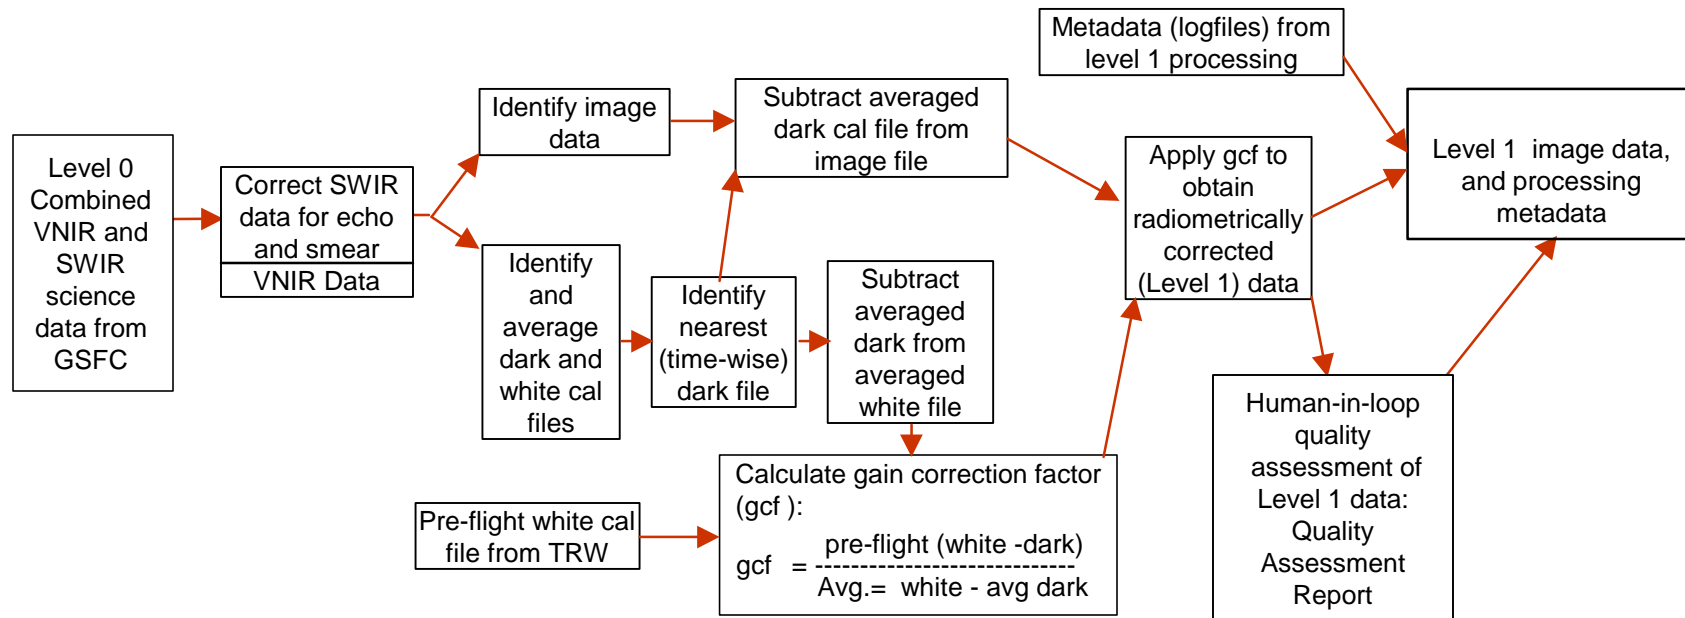 Level 0
Combined
VNIR and
SWIR
science
data from
GSFC
Correct SWIR
data for echo
and smear
VNIR Data
Identify image
data
Identify
and
average
dark and
white cal
files
Subtract averaged
dark cal file from
image file
Identify
nearest
(time-wise)
dark file
Subtract
averaged
dark from
averaged
white file
Pre-flight white cal
file from TRW
Calculate gain correction factor
(gcf ):
pre-flight (white -dark)
gcf = -----------------------------
Avg.= white - avg dark
Metadata (logfiles) from
level 1 processing
Apply gcf to
obtain
radiometrically
corrected
(Level 1) data
Level 1 image data,
and processing
metadata
Human-in-loop
quality
assessment of
Level 1 data:
Quality
Assessment
Report